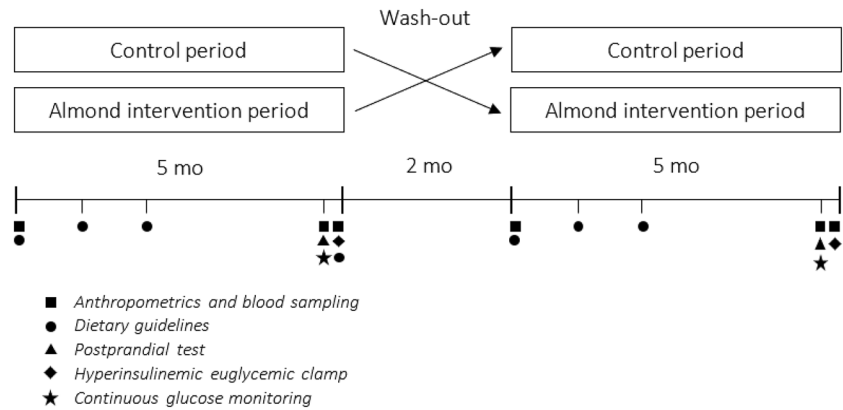 Wash-out
Control period
Control period
Almond intervention period
Almond intervention period
5 mo
2 mo
5 mo
Anthropometrics and blood sampling
Dietary guidelines
Postprandial test
Hyperinsulinemic euglycemic clamp
Continuous glucose monitoring